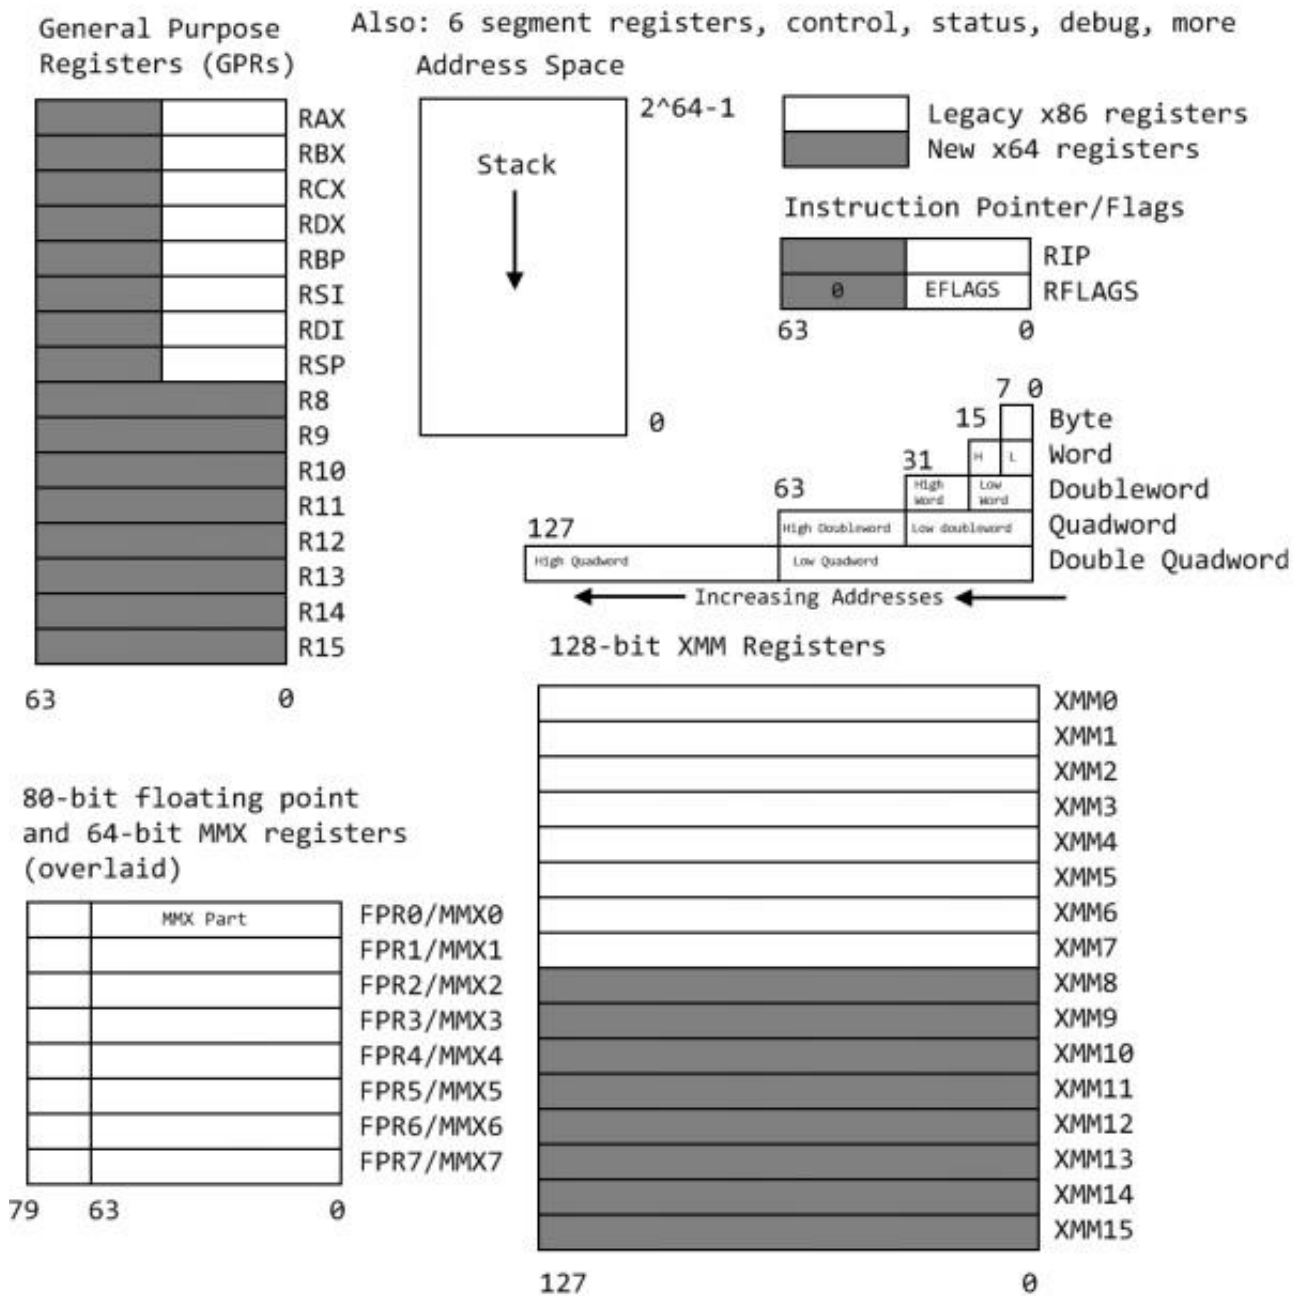 Also: 6 segment registers, control, status, debug, more
General Purpose
Registers (GPRs)
RAX
RBX
RCX
RDX
RBP
RSI
RDI
RSP
R8
R9
R10
R11
R12
R13
R14
R15
63 0
Address Space
2^64-1
Stack
0
Legacy x86 registers
New x64 registers
Instruction Pointer/Flags
RIP
0 EFLAGS RFLAGS
63 0
7 0
Byte
15
H L Word
31
High Word Low Word Doubleword
63
High Doubleword Low doubleword Quadword
127
High Quadword Low Quadword Double Quadword
Increasing Addresses
80-bit floating point
and 64-bit MMX registers
(overlaid)
MMX Part FPR0/MMX0
FPR1/MMX1
FPR2/MMX2
FPR3/MMX3
FPR4/MMX4
FPR5/MMX5
FPR6/MMX6
FPR7/MMX7
79 63 0
128-bit XMM Registers
XMM0
XMM1
XMM2
XMM3
XMM4
XMM5
XMM6
XMM7
XMM8
XMM9
XMM10
XMM11
XMM12
XMM13
XMM14
XMM15
127 0